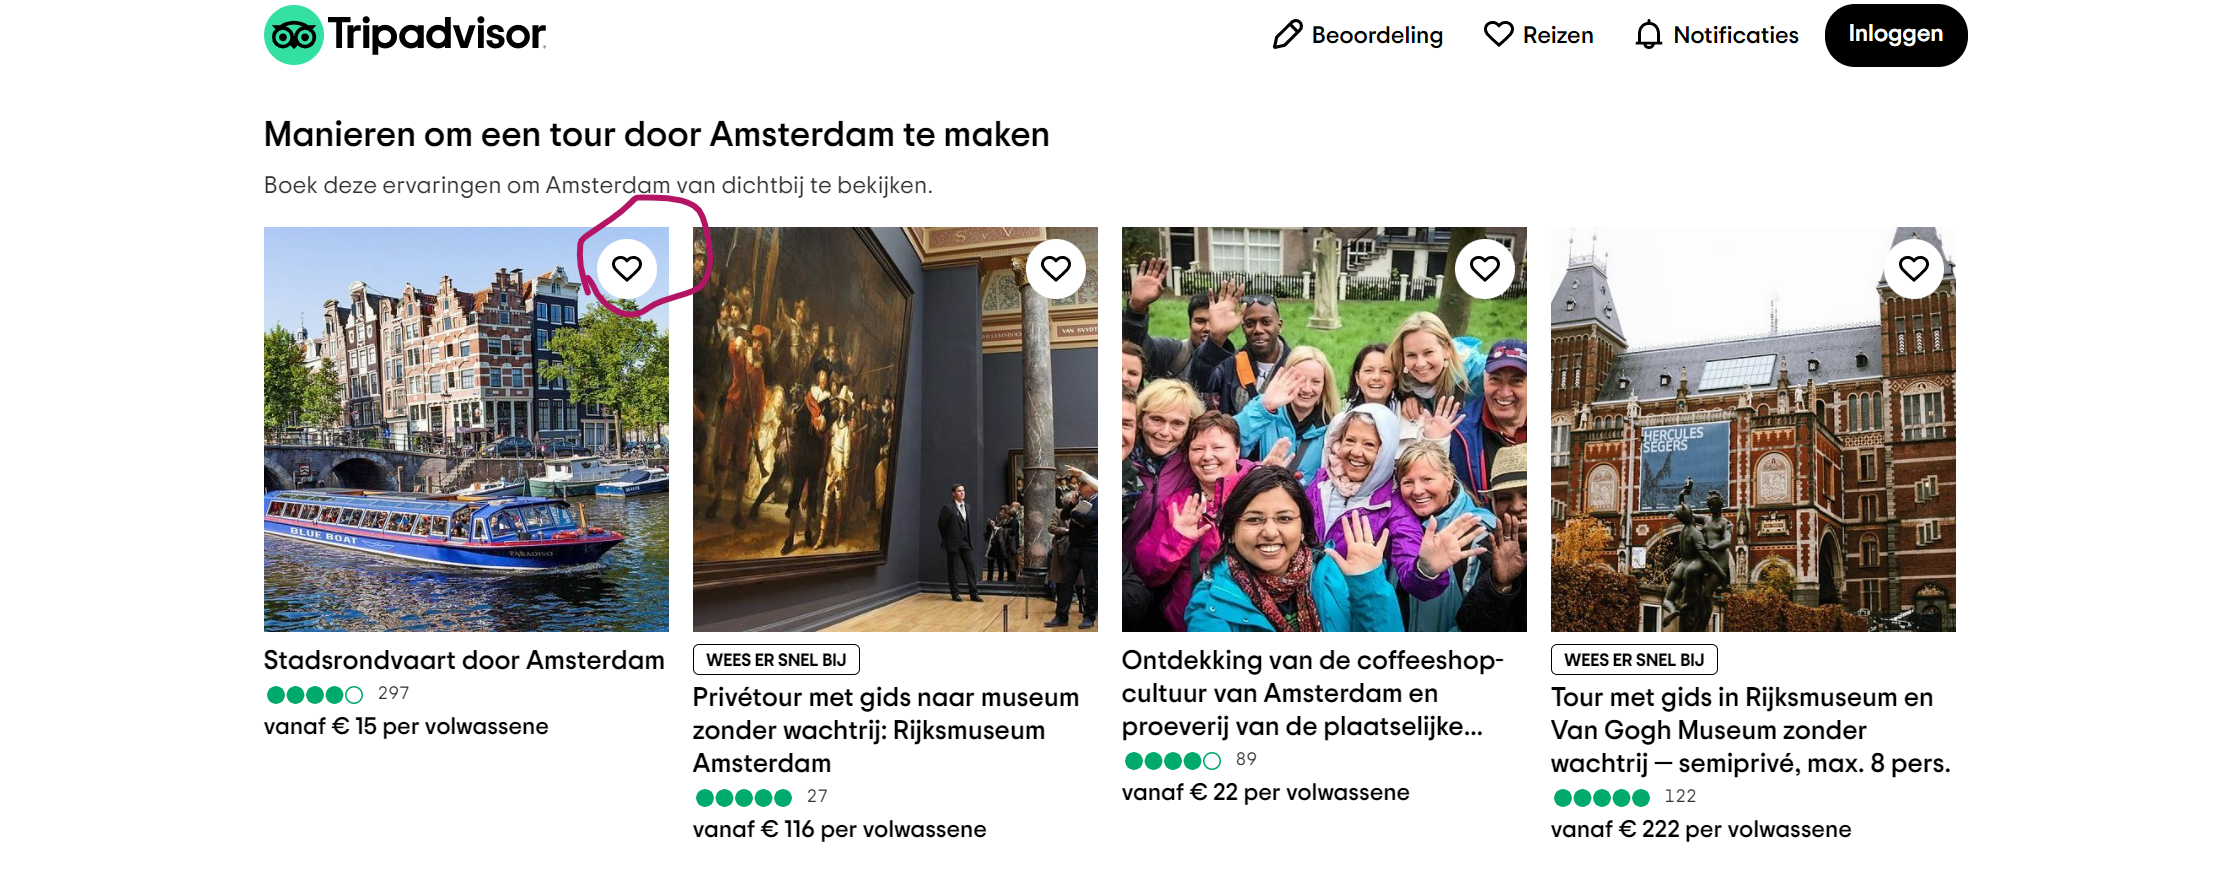 Tripadvisor
Beoordeling
Reizen
Notificaties
Inloggen
Manieren om een tour door Amsterdam te maken
Boek deze ervaringen om Amsterdam van dichtbij te bekijken.
BLUE BOAT
PARADISO
S V
VAN SVYDT
HERCULES
SEGERS
Stadsrondvaart door Amsterdam
297
vanaf € 15 per volwassene
WEES ER SNEL BIJ
Privétour met gids naar museum
zonder wachtrij: Rijksmuseum
Amsterdam
27
vanaf € 116 per volwassene
Ontdekking van de coffeeshop-
cultuur van Amsterdam en
proeverij van de plaatselijke...
89
vanaf € 22 per volwassene
WEES ER SNEL BIJ
Tour met gids in Rijksmuseum en
Van Gogh Museum zonder
wachtrij — semiprivé, max. 8 pers.
122
vanaf € 222 per volwassene